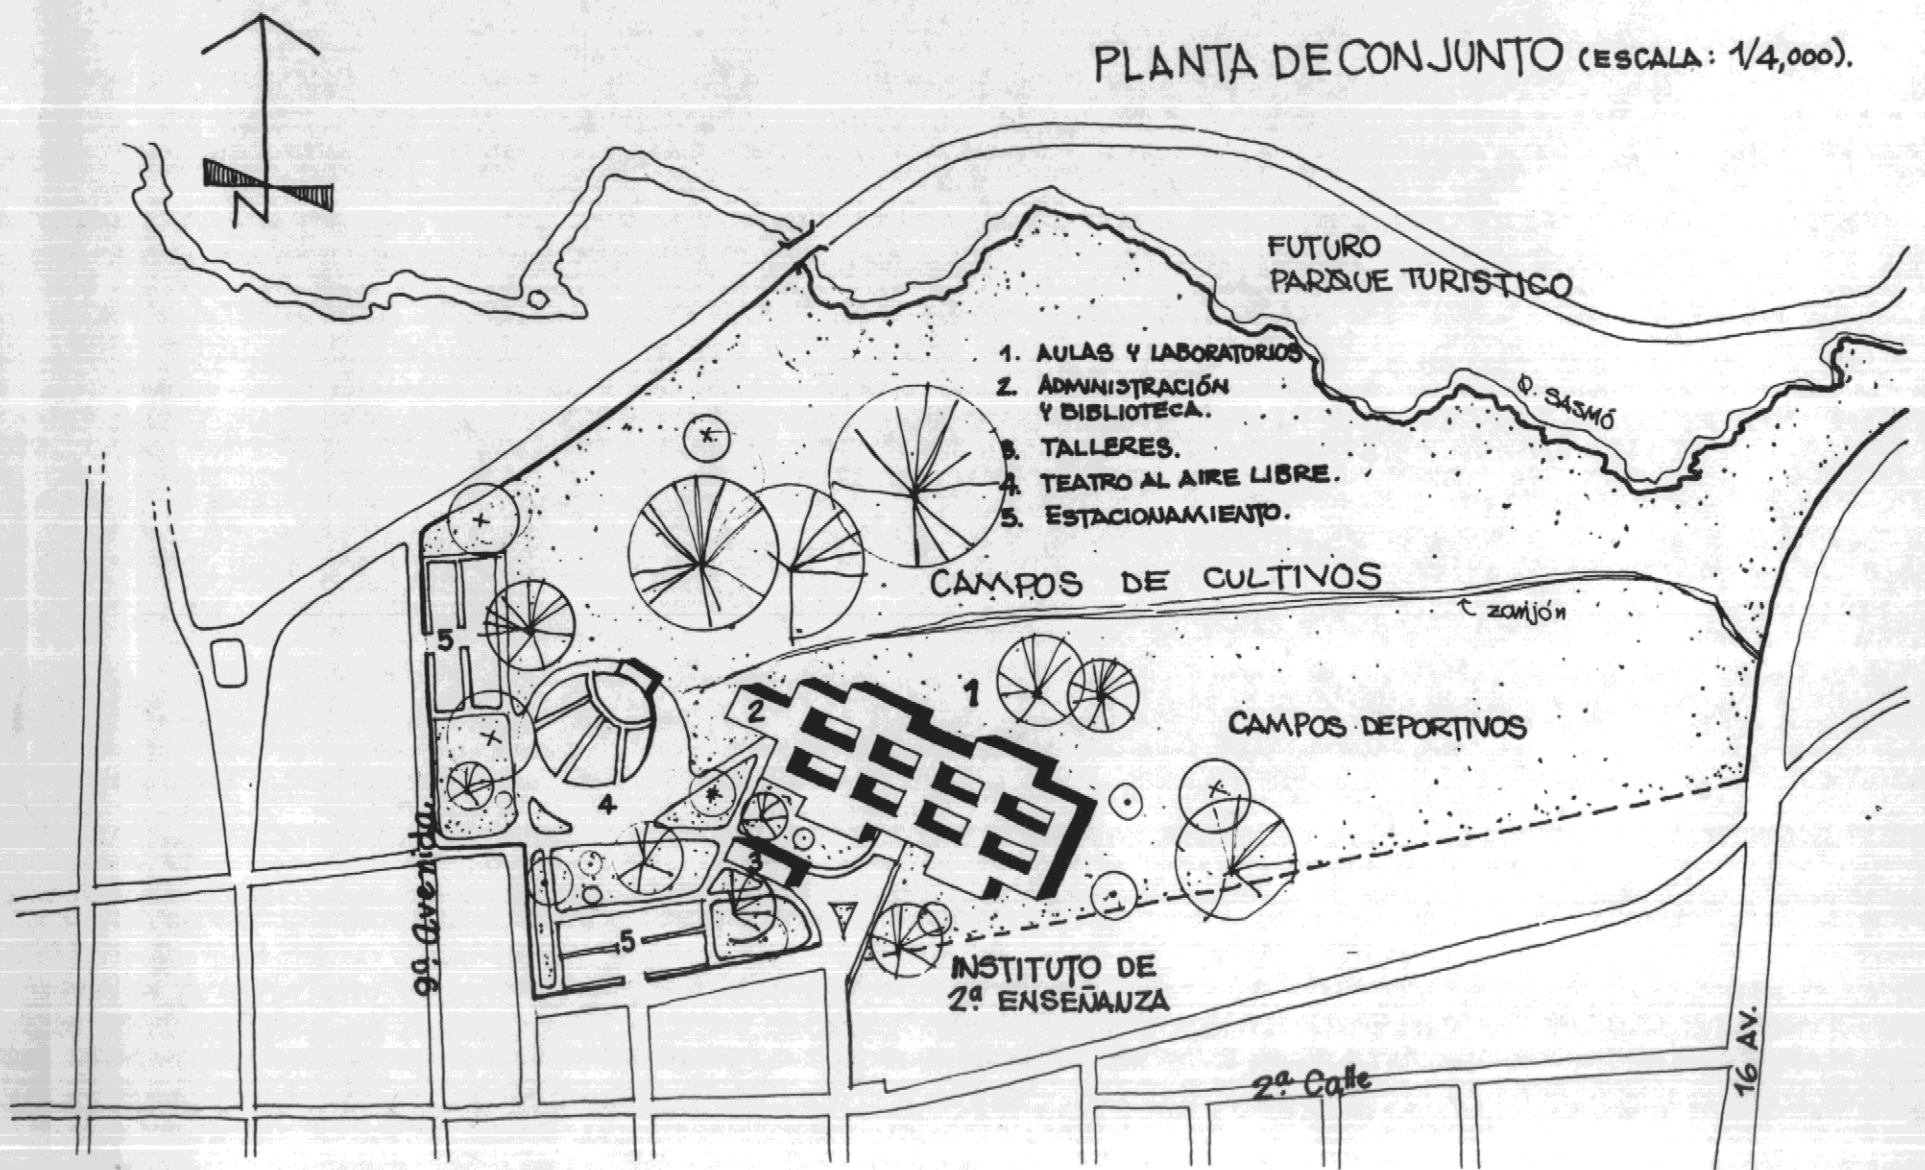 PLANTA DE CONJUNTO (ESCALA: 1/4,000).
N
FUTURO
PARQUE TURISTICO
1. AULAS Y LABORATORIOS
2. ADMINISTRACIÓN
Y BIBLIOTECA.
3. TALLERES.
4. TEATRO AL AIRE LIBRE.
5. ESTACIONAMIENTO.
Q. SASMÓ
CAMPOS DE CULTIVOS
zanjón
5
1
2
CAMPOS DEPORTIVOS
4
3
5
9ª Avenida
INSTITUTO DE
2ª ENSEÑANZA
2ª Calle
16 AV.